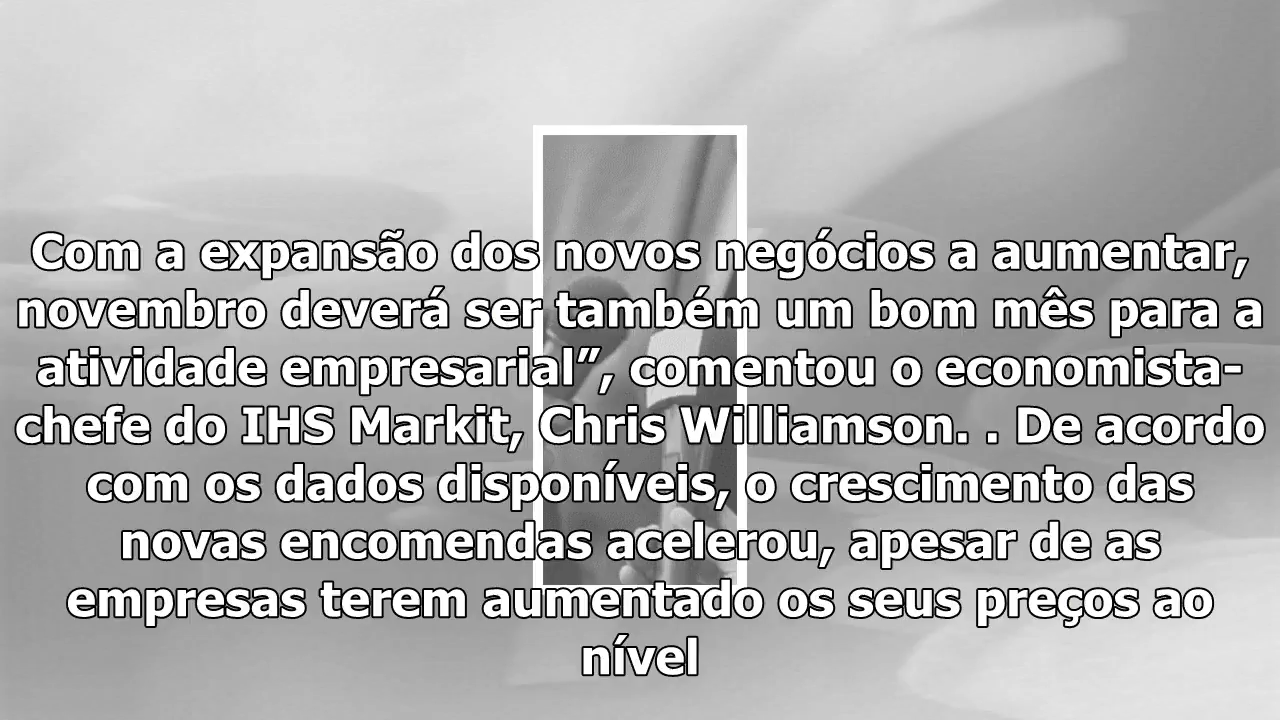 Com a expansão dos novos negócios a aumentar,
novembro deverá ser também um bom mês para a
atividade empresarial”, comentou o economista-
chefe do IHS Markit, Chris Williamson. . De acordo
com os dados disponíveis, o crescimento das
novas encomendas acelerou, apesar de as
empresas terem aumentado os seus preços ao
nível